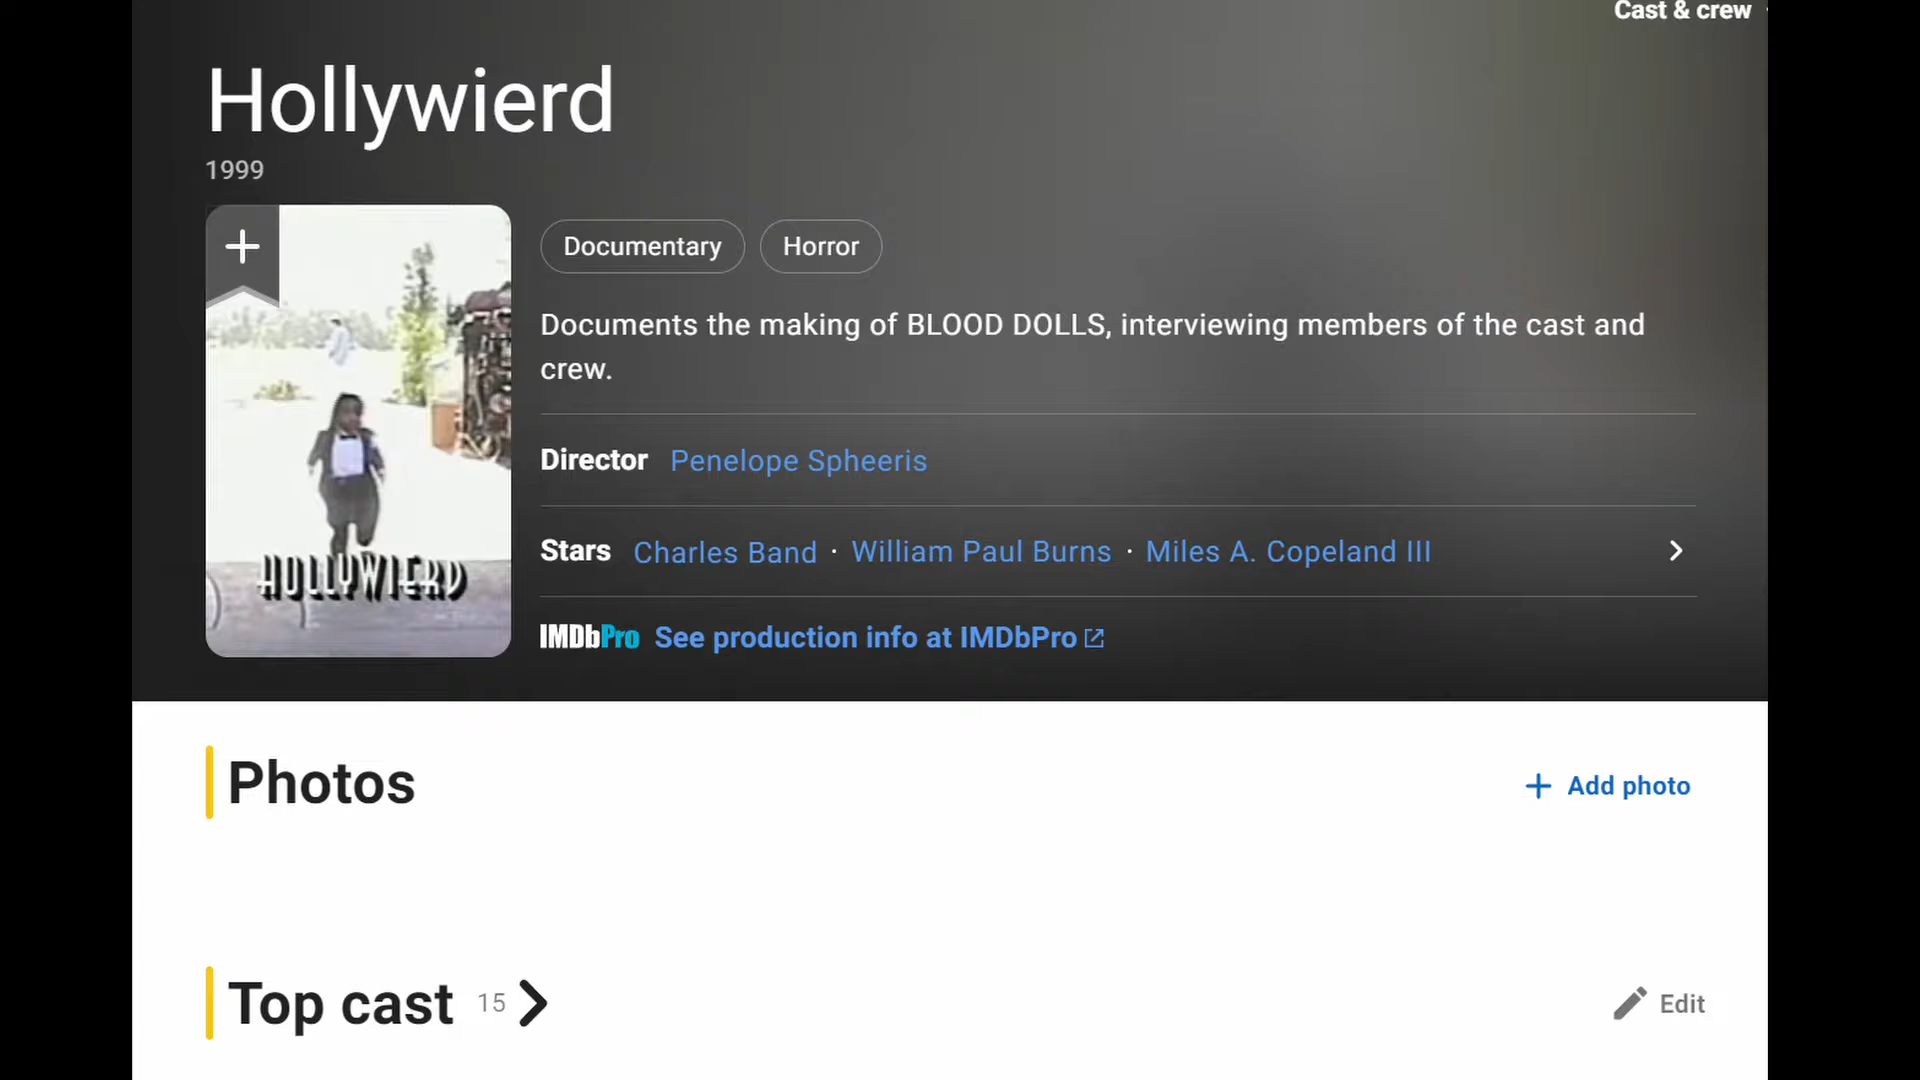 Cast & crew
Hollywierd
1999
Documentary
Horror
Documents the making of BLOOD DOLLS, interviewing members of the cast and
crew.
Director Penelope Spheeris
Stars Charles Band · William Paul Burns · Miles A. Copeland III
HOLLYWIERD
IMDbPro See production info at IMDbPro
Photos
Add photo
Top cast 15
Edit